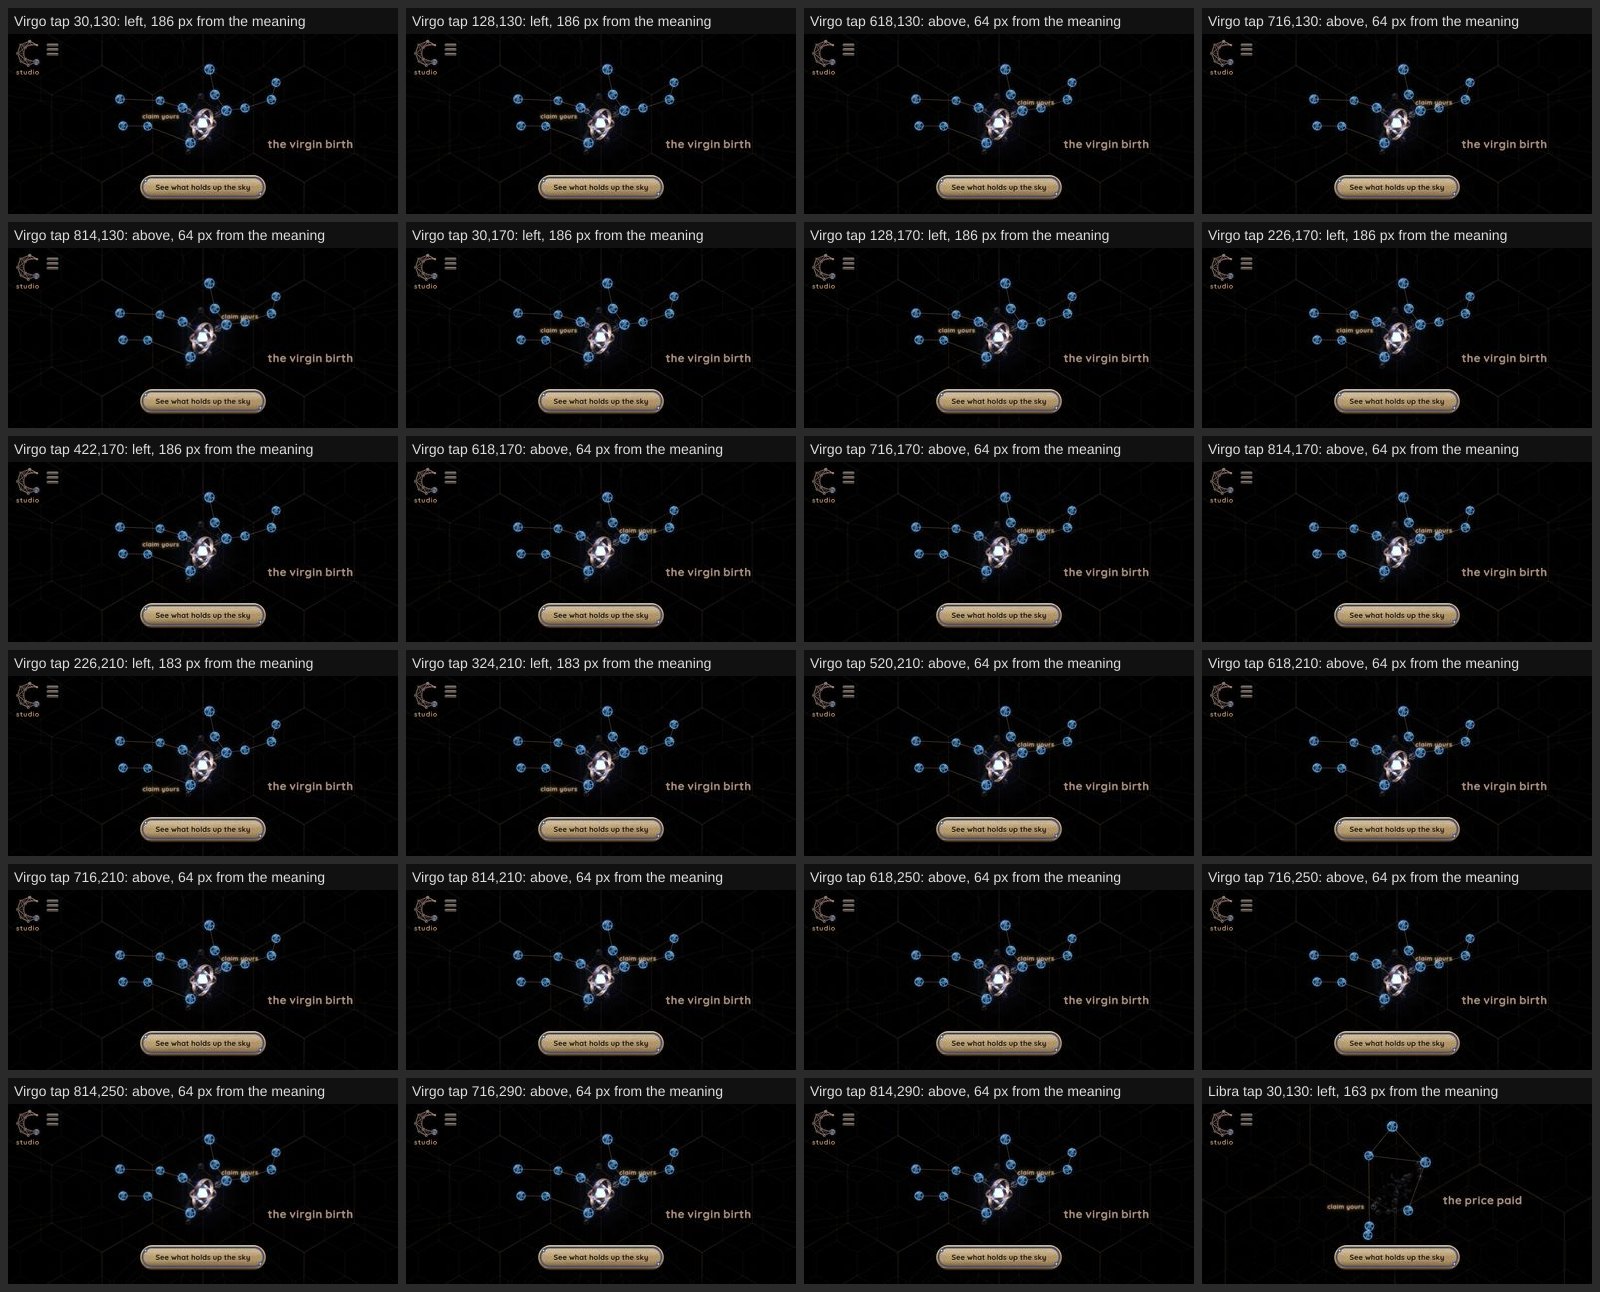 Virgo tap 30,130: left, 186 px from the meaning
studio
claim yours
the virgin birth
See what holds up the sky
Virgo tap 128,130: left, 186 px from the meaning
studio
claim yours
the virgin birth
See what holds up the sky
Virgo tap 618,130: above, 64 px from the meaning
studio
claim yours
the virgin birth
See what holds up the sky
Virgo tap 716,130: above, 64 px from the meaning
studio
claim yours
the virgin birth
See what holds up the sky
Virgo tap 814,130: above, 64 px from the meaning
studio
claim yours
the virgin birth
See what holds up the sky
Virgo tap 30,170: left, 186 px from the meaning
studio
claim yours
the virgin birth
See what holds up the sky
Virgo tap 128,170: left, 186 px from the meaning
studio
claim yours
the virgin birth
See what holds up the sky
Virgo tap 226,170: left, 186 px from the meaning
studio
claim yours
the virgin birth
See what holds up the sky
Virgo tap 422,170: left, 186 px from the meaning
studio
claim yours
the virgin birth
See what holds up the sky
Virgo tap 618,170: above, 64 px from the meaning
studio
claim yours
the virgin birth
See what holds up the sky
Virgo tap 716,170: above, 64 px from the meaning
studio
claim yours
the virgin birth
See what holds up the sky
Virgo tap 814,170: above, 64 px from the meaning
studio
claim yours
the virgin birth
See what holds up the sky
Virgo tap 226,210: left, 183 px from the meaning
studio
claim yours
the virgin birth
See what holds up the sky
Virgo tap 324,210: left, 183 px from the meaning
studio
claim yours
the virgin birth
See what holds up the sky
Virgo tap 520,210: above, 64 px from the meaning
studio
claim yours
the virgin birth
See what holds up the sky
Virgo tap 618,210: above, 64 px from the meaning
studio
claim yours
the virgin birth
See what holds up the sky
Virgo tap 716,210: above, 64 px from the meaning
studio
claim yours
the virgin birth
See what holds up the sky
Virgo tap 814,210: above, 64 px from the meaning
studio
claim yours
the virgin birth
See what holds up the sky
Virgo tap 618,250: above, 64 px from the meaning
studio
claim yours
the virgin birth
See what holds up the sky
Virgo tap 716,250: above, 64 px from the meaning
studio
claim yours
the virgin birth
See what holds up the sky
Virgo tap 814,250: above, 64 px from the meaning
studio
claim yours
the virgin birth
See what holds up the sky
Virgo tap 716,290: above, 64 px from the meaning
studio
claim yours
the virgin birth
See what holds up the sky
Virgo tap 814,290: above, 64 px from the meaning
studio
claim yours
the virgin birth
See what holds up the sky
Libra tap 30,130: left, 163 px from the meaning
studio
the price paid
claim yours
See what holds up the sky